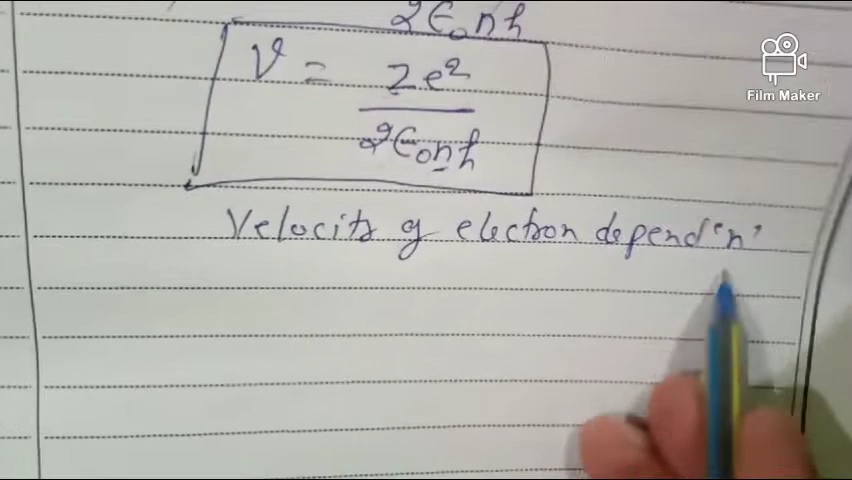 2ϵ₀nh
V = Ze² / 2ϵ₀nh
Film Maker
Velocity of electron depend 'n'